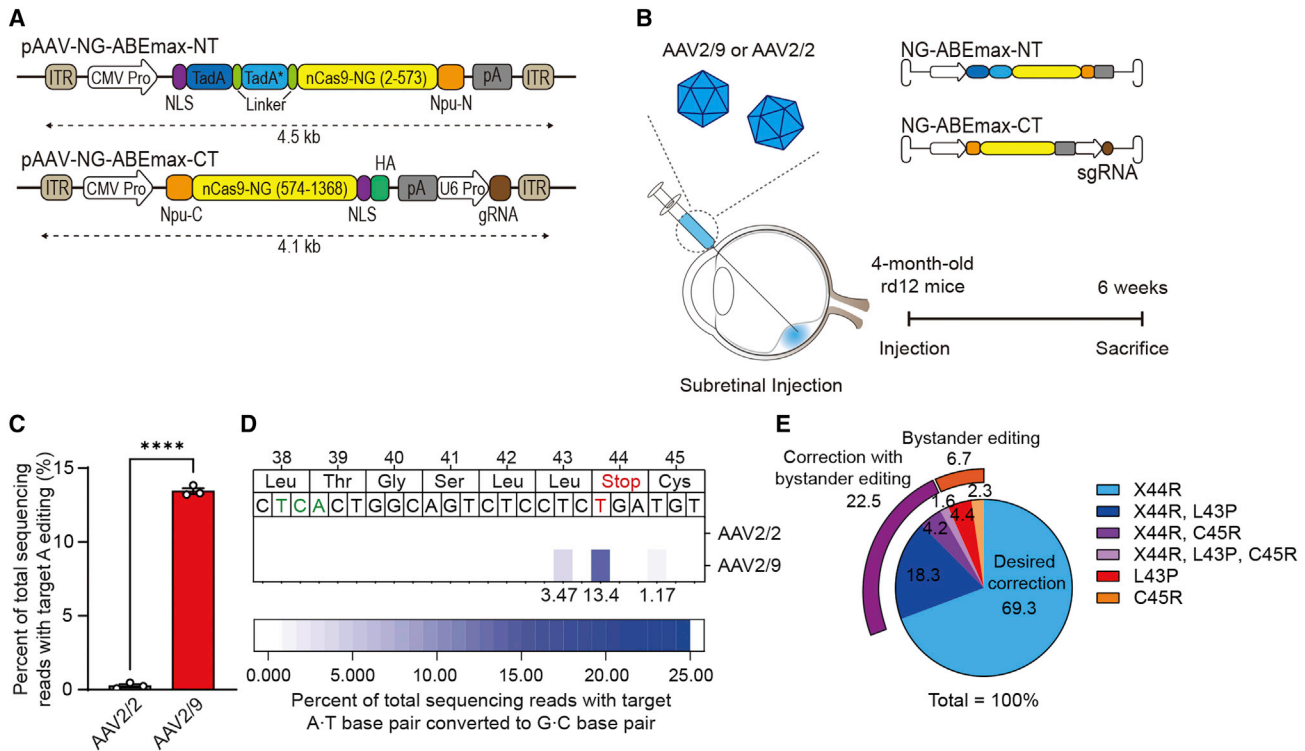 A
pAAV-NG-ABEmax-NT
ITR CMV Pro TadA TadA* nCas9-NG (2-573) pA ITR
NLS Linker Npu-N
4.5 kb
pAAV-NG-ABEmax-CT
HA
ITR CMV Pro nCas9-NG (574-1368) pA U6 Pro ITR
Npu-C NLS gRNA
4.1 kb
B
AAV2/9 or AAV2/2
NG-ABEmax-NT
NG-ABEmax-CT
sgRNA
4-month-old
rd12 mice
6 weeks
Injection
Sacrifice
Subretinal Injection
C
Percent of total sequencing
reads with target A editing (%)
****
15
10
5
0
AAV2/2
AAV2/9
D
38 39 40 41 42 43 44 45
Leu Thr Gly Ser Leu Leu Stop Cys
C T C A C T G G C A G T C T C C T C T G A T G T
AAV2/2
AAV2/9
3.47 13.4 1.17
0.000 5.000 10.00 15.00 20.00 25.00
Percent of total sequencing reads with target
A·T base pair converted to G·C base pair
E
Bystander editing
6.7
Correction with
bystander editing
22.5
1.6
2.3
4.4
4.2
18.3
Desired
correction
69.3
Total = 100%
X44R
X44R, L43P
X44R, C45R
X44R, L43P, C45R
L43P
C45R